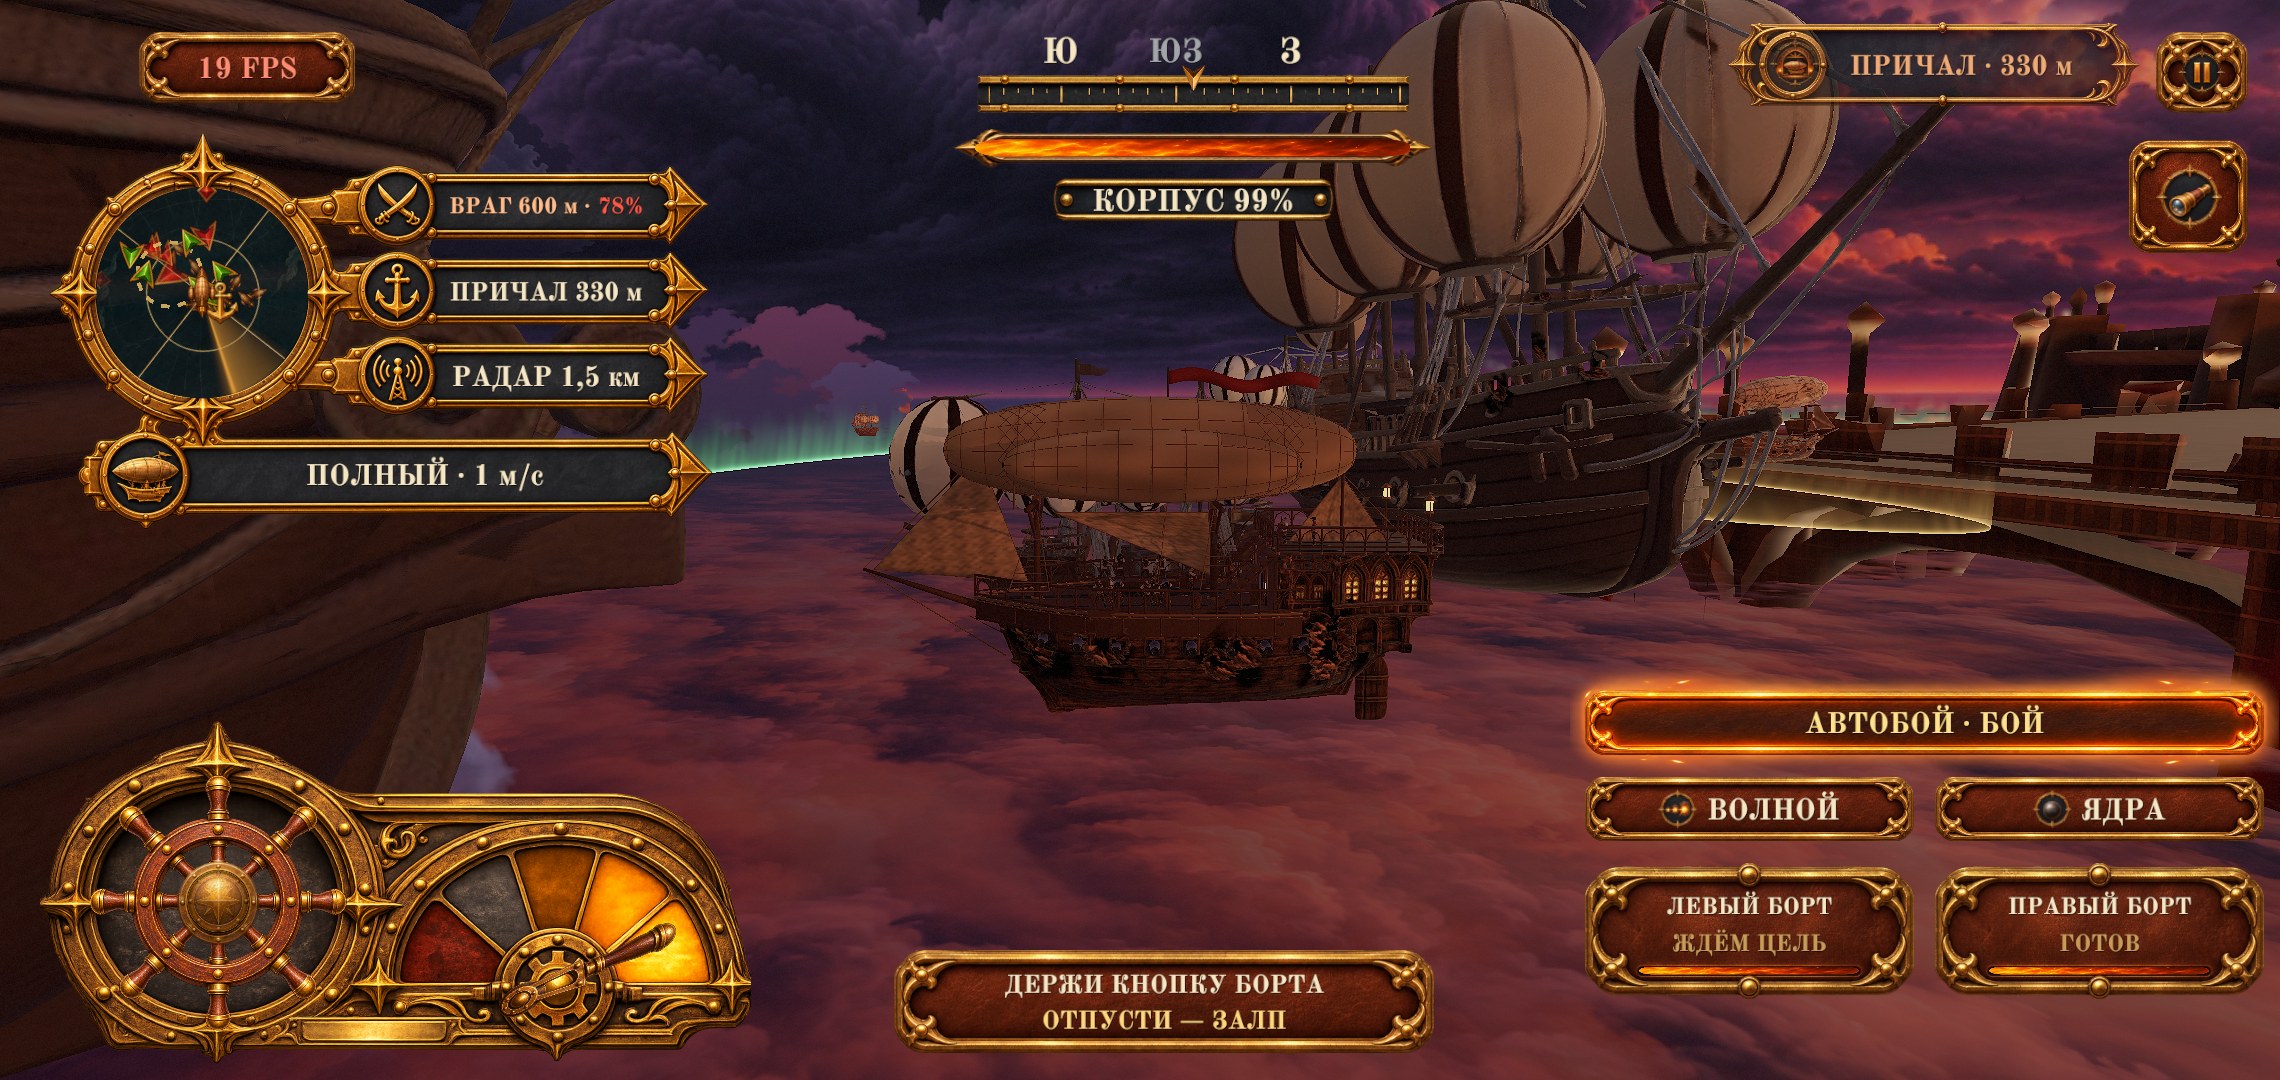 19 FPS
Ю ЮЗ З
ПРИЧАЛ · 330 м
КОРПУС 99%
ВРАГ 600 м · 78%
ПРИЧАЛ 330 м
РАДАР 1,5 км
ПОЛНЫЙ · 1 м/с
АВТОБОЙ · БОЙ
ВОЛНОЙ
ЯДРА
ЛЕВЫЙ БОРТ
ЖДЁМ ЦЕЛЬ
ПРАВЫЙ БОРТ
ГОТОВ
ДЕРЖИ КНОПКУ БОРТА
ОТПУСТИ — ЗАЛП